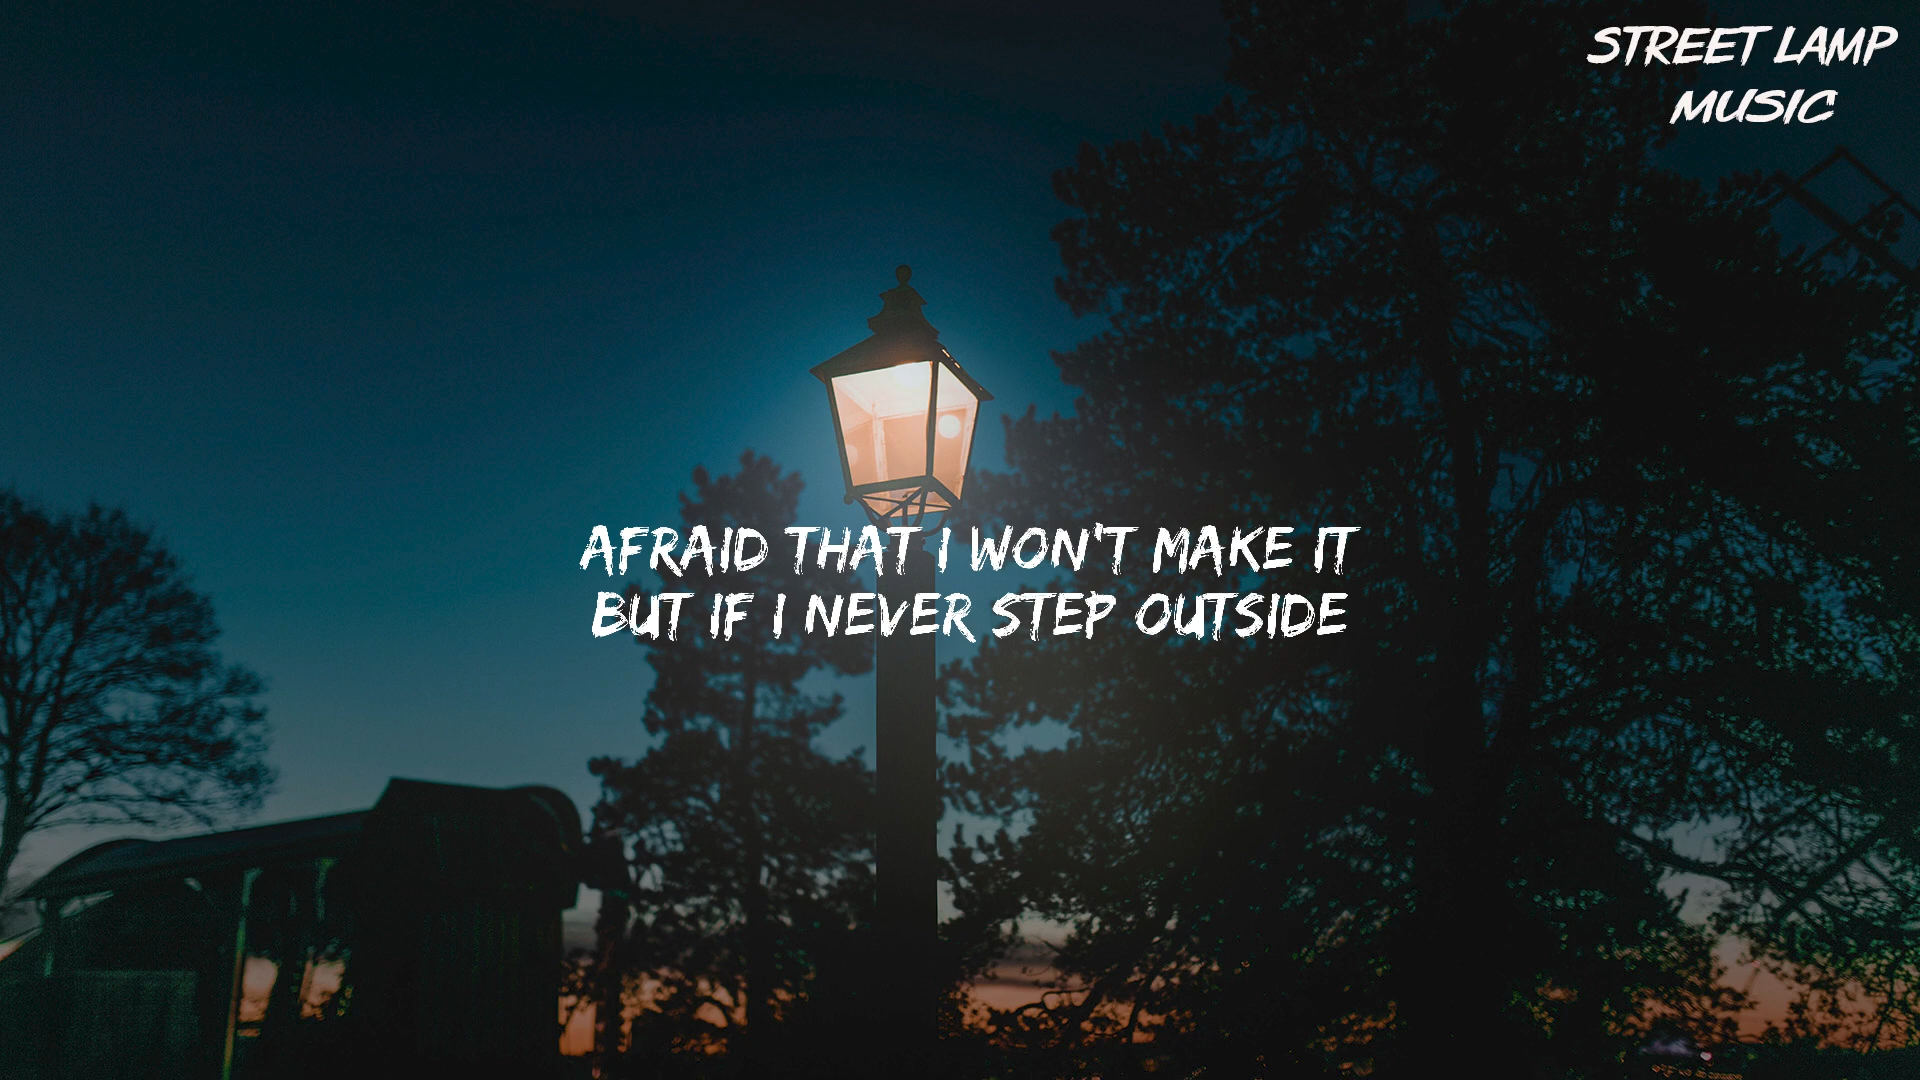 STREET LAMP
MUSIC
AFRAID THAT I WON'T MAKE IT
BUT IF I NEVER STEP OUTSIDE